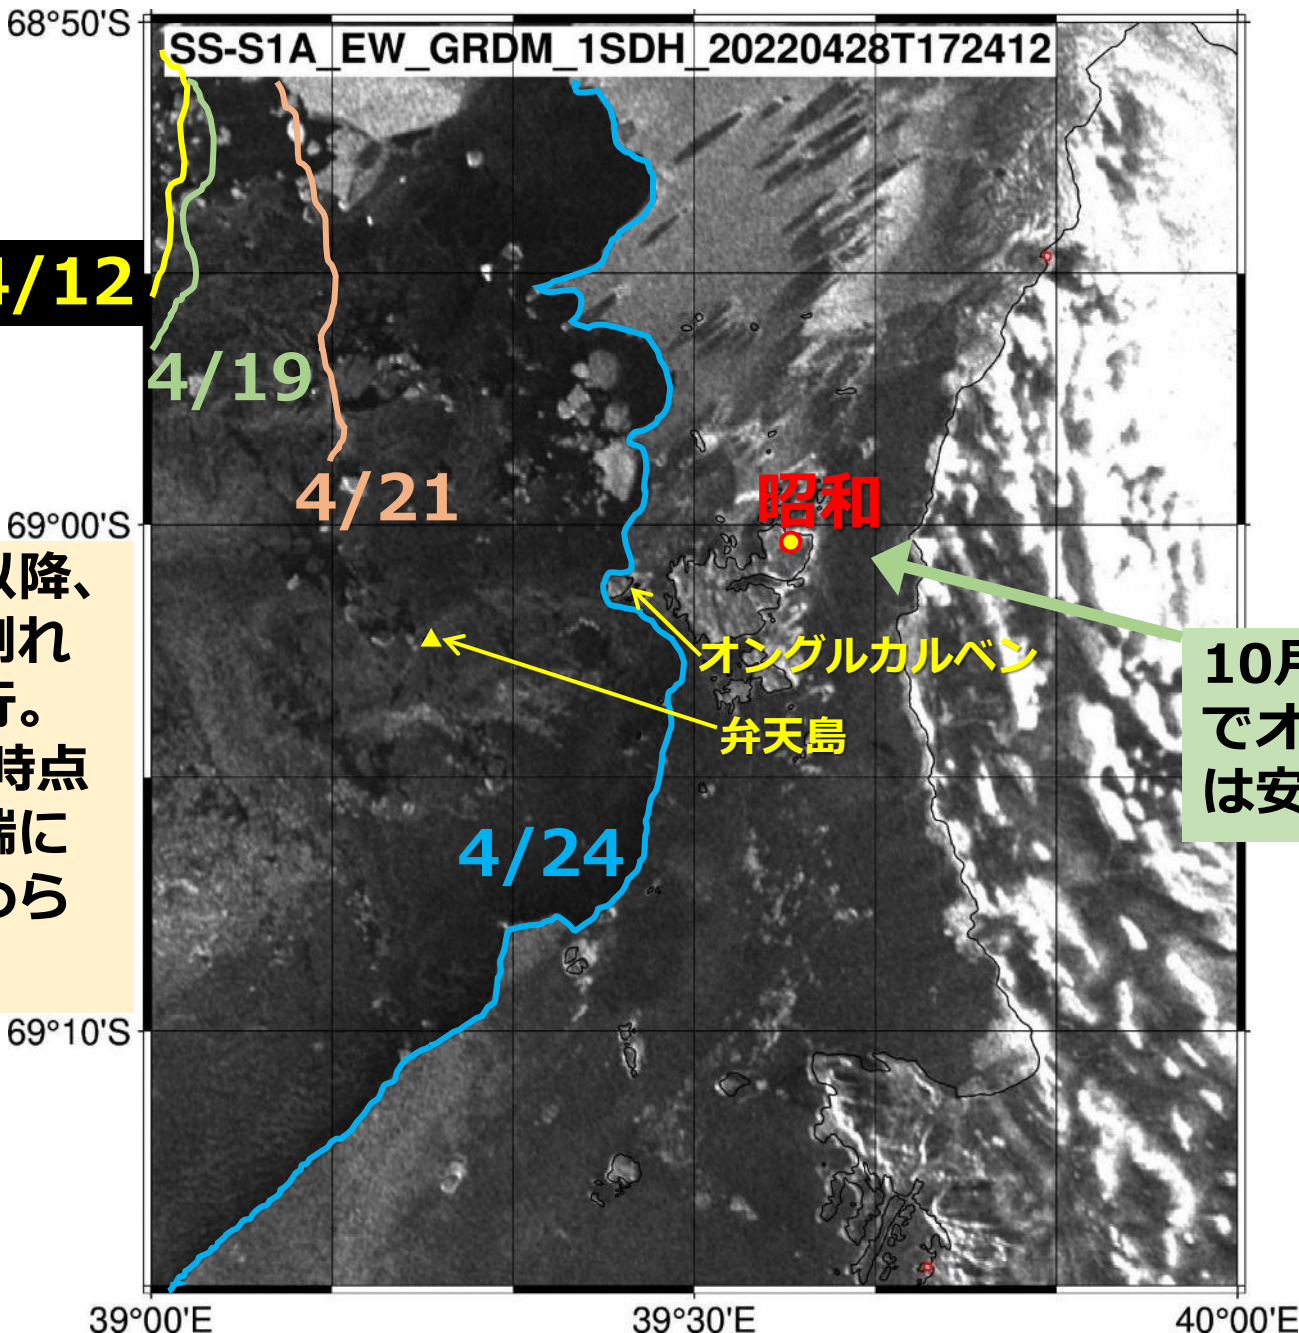 68°50'S
SS-S1A_EW_GRDM_1SDH_20220428T172412
4/12
4/19
4/21
昭和
69°00'S
以降、
割れ
行。
時点
端に
わら
オングルカルベン
弁天島
10月
でオ
は安
4/24
69°10'S
39°00'E
39°30'E
40°00'E